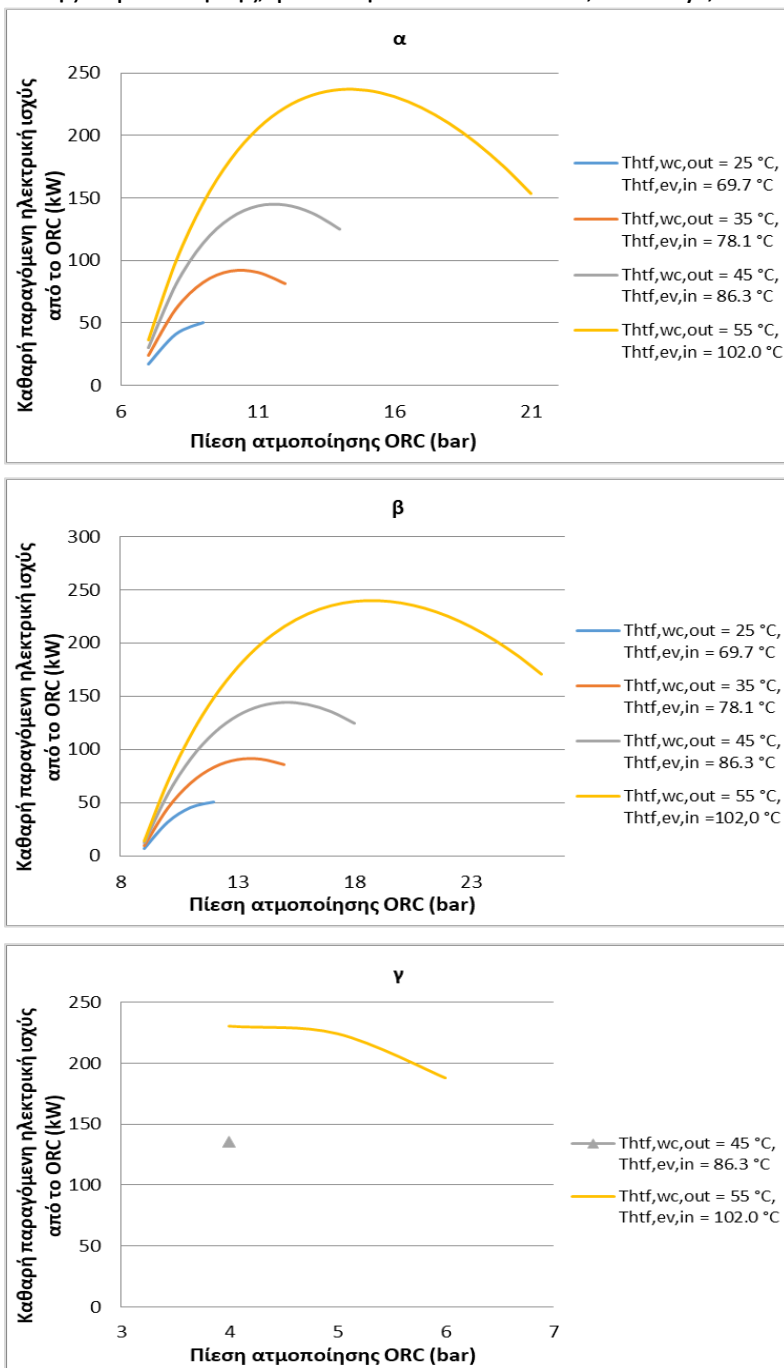 α
Καθαρή παραγόμενη ηλεκτρική ισχύς
από το ORC (kW)
250
200
150
100
50
0
6
11
16
21
Πίεση ατμοποίησης ORC (bar)
Thtf,wc,out = 25 °C,
Thtf,ev,in = 69.7 °C
Thtf,wc,out = 35 °C,
Thtf,ev,in = 78.1 °C
Thtf,wc,out = 45 °C,
Thtf,ev,in = 86.3 °C
Thtf,wc,out = 55 °C,
Thtf,ev,in = 102.0 °C
β
Καθαρή παραγόμενη ηλεκτρική ισχύς
από το ORC (kW)
300
250
200
150
100
50
0
8
13
18
23
Πίεση ατμοποίησης ORC (bar)
Thtf,wc,out = 25 °C,
Thtf,ev,in = 69.7 °C
Thtf,wc,out = 35 °C,
Thtf,ev,in = 78.1 °C
Thtf,wc,out = 45 °C,
Thtf,ev,in = 86.3 °C
Thtf,wc,out = 55 °C,
Thtf,ev,in =102,0 °C
γ
Καθαρή παραγόμενη ηλεκτρική ισχύς
από το ORC (kW)
250
200
150
100
50
0
3
4
5
6
7
Πίεση ατμοποίησης ORC (bar)
Thtf,wc,out = 45 °C,
Thtf,ev,in = 86.3 °C
Thtf,wc,out = 55 °C,
Thtf,ev,in = 102.0 °C